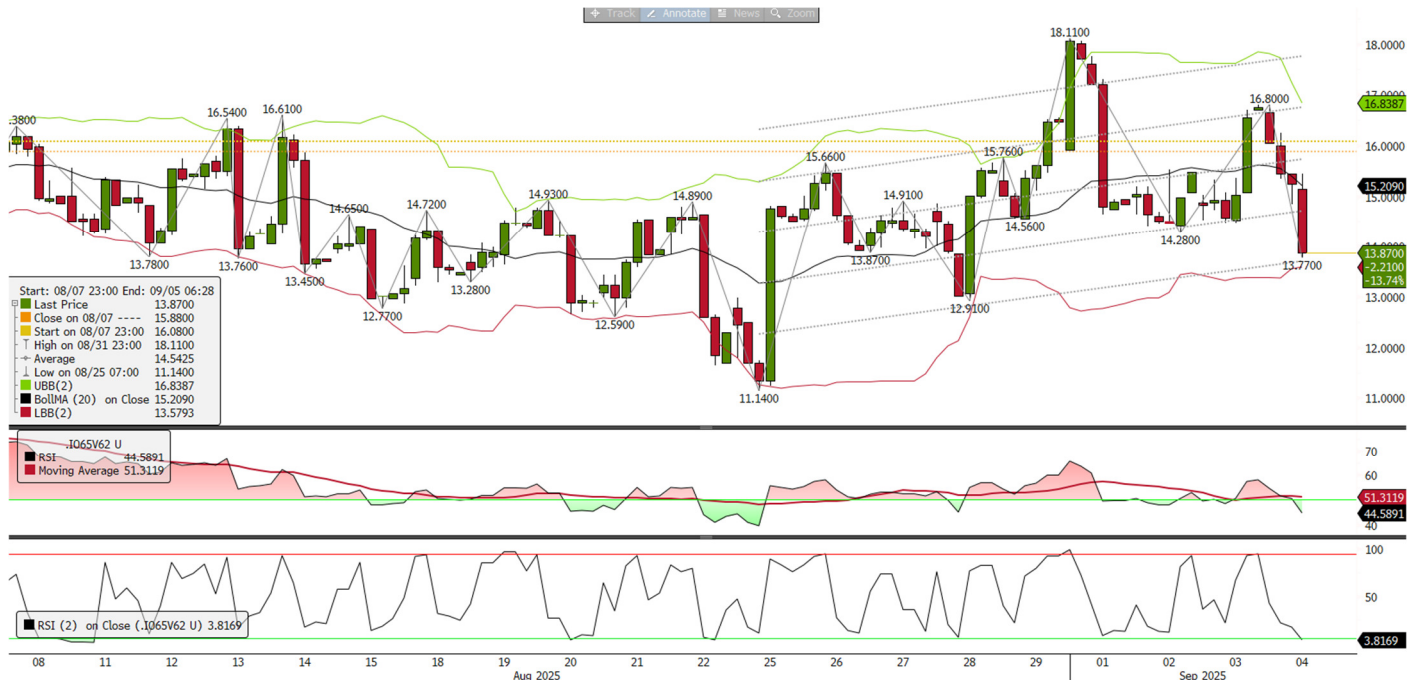 Track Annotate News Zoom
18.1100
18.0000
17.0000
16.8387
16.8000
.3800
16.5400
16.6100
16.0000
15.6600
15.7600
15.2090
15.0000
14.6500
14.7200
14.9300
14.8900
14.9100
14.5600
14.2800
14.0000
13.8700
-2.2100
-13.74%
13.7800
13.7600
13.4500
13.2800
13.8700
13.7700
13.0000
12.7700
12.5900
12.9100
12.0000
11.1400
11.0000
Start: 08/07 23:00 End: 09/05 06:28
Last Price 13.8700
Close on 08/07 ---- 15.8800
Start on 08/07 23:00 16.0800
High on 08/31 23:00 18.1100
Average 14.5425
Low on 08/25 07:00 11.1400
UBB(2) 16.8387
BollMA (20) on Close 15.2090
LBB(2) 13.5793
.IO65V62 U
RSI 44.5891
Moving Average 51.3119
70
60
51.3119
44.5891
40
RSI (2) on Close (.IO65V62 U) 3.8169
100
50
3.8169
08 11 12 13 14 15 18 19 20 21 22 25 26 27 28 29 01 02 03 04
Aug 2025 Sep 2025